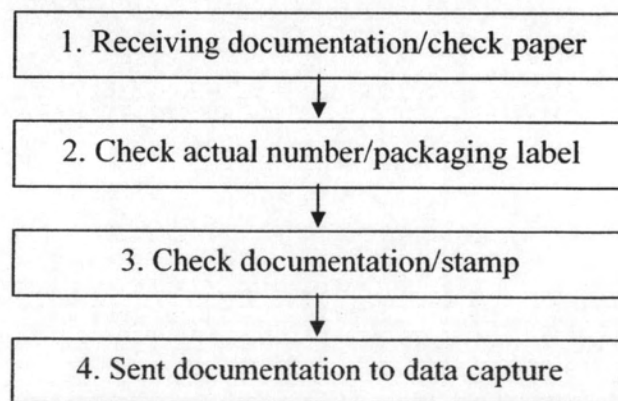 1. Receiving documentation/check paper
2. Check actual number/packaging label
3. Check documentation/stamp
4. Sent documentation to data capture